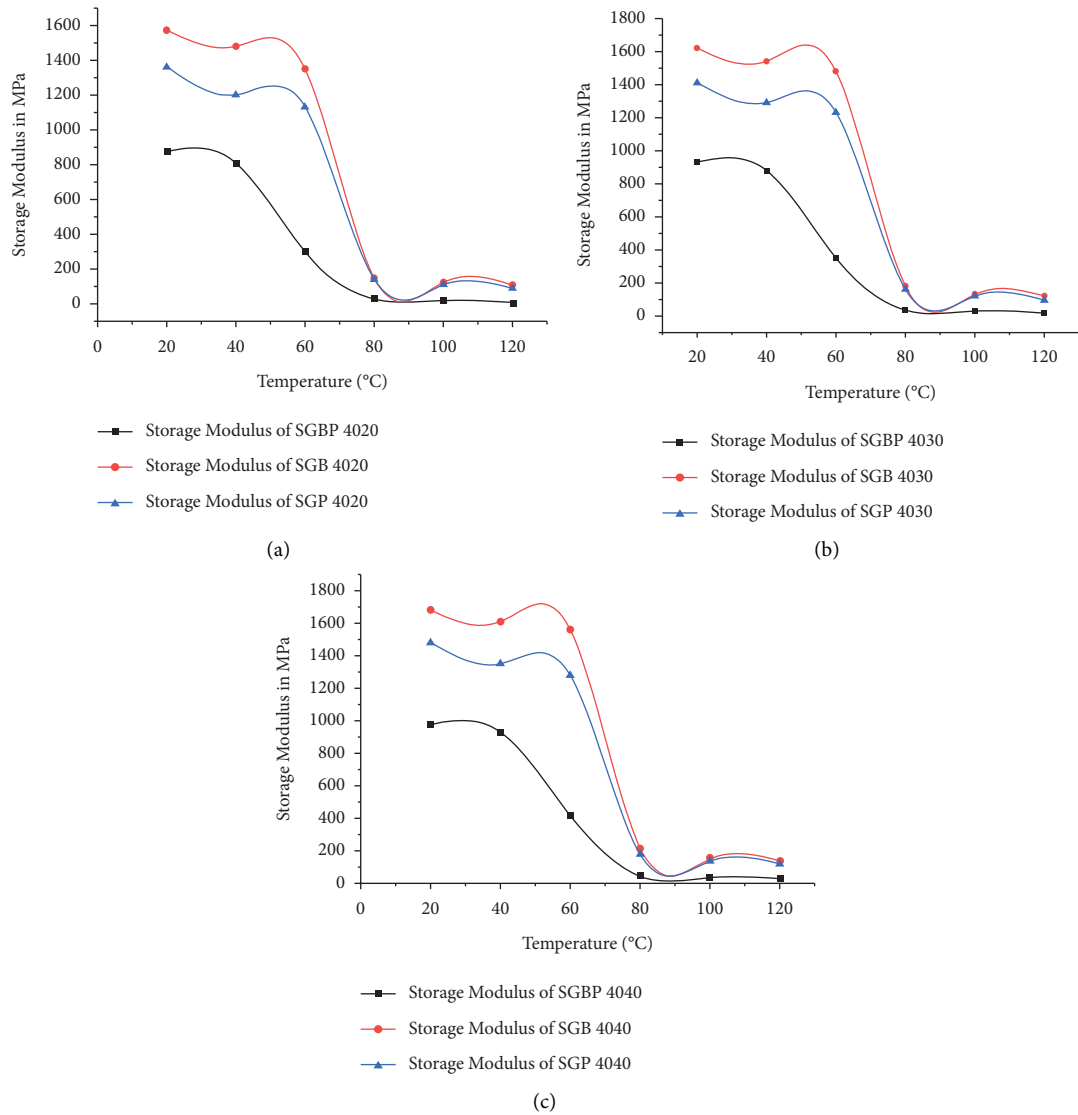 1600
1400
1200
1000
800
600
400
200
0
Storage Modulus in MPa
0 20 40 60 80 100 120
Temperature (°C)
Storage Modulus of SGBP 4020
Storage Modulus of SGB 4020
Storage Modulus of SGP 4020
(a)
1800
1600
1400
1200
1000
800
600
400
200
0
Storage Modulus in MPa
20 40 60 80 100 120
Temperature (°C)
Storage Modulus of SGBP 4030
Storage Modulus of SGB 4030
Storage Modulus of SGP 4030
(b)
1800
1600
1400
1200
1000
800
600
400
200
0
Storage Modulus in MPa
0 20 40 60 80 100 120
Temperature (°C)
Storage Modulus of SGBP 4040
Storage Modulus of SGB 4040
Storage Modulus of SGP 4040
(c)